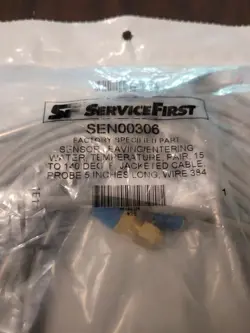 SF SERVICEFIRST
SEN00306
FACTORY SPECIFIED PART
SENSOR, LEAVING/ENTERING
WATER, TEMPERATURE, PAIR, 15
TO 140 DEG F, JACKETED CABLE,
PROBE 5 INCHES LONG, WIRE 384
1